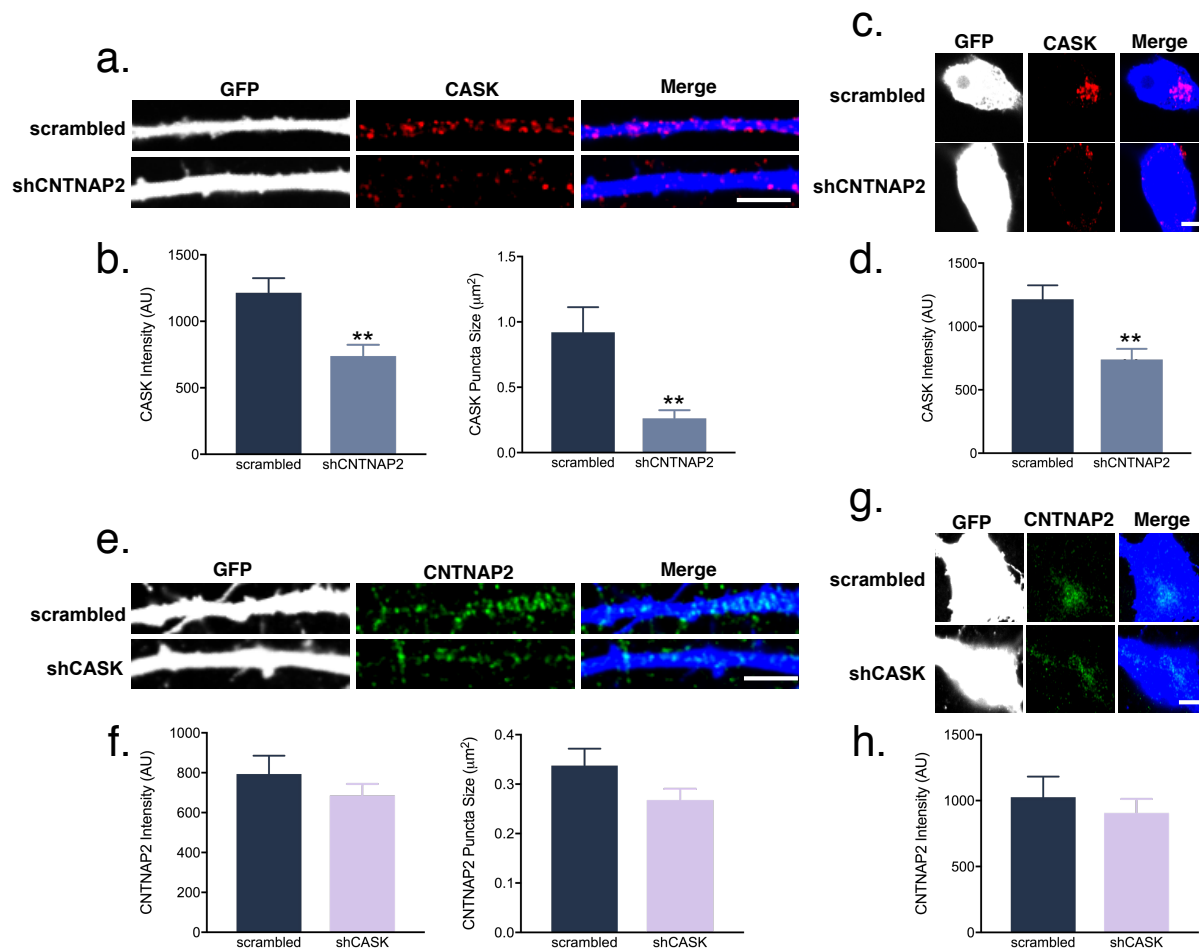 a.
GFP CASK Merge
scrambled
shCNTNAP2
c.
GFP CASK Merge
scrambled
shCNTNAP2
b.
CASK Intensity (AU)
1500
1000
500
0
**
scrambled shCNTNAP2
CASK Puncta Size (μm²)
1.5
1.0
0.5
0.0
**
scrambled shCNTNAP2
d.
CASK Intensity (AU)
1500
1000
500
0
**
scrambled shCNTNAP2
e.
GFP CNTNAP2 Merge
scrambled
shCASK
g.
GFP CNTNAP2 Merge
scrambled
shCASK
f.
CNTNAP2 Intensity (AU)
1000
800
600
400
200
0
scrambled shCASK
CNTNAP2 Puncta Size (μm²)
0.4
0.3
0.2
0.1
0.0
scrambled shCASK
h.
CNTNAP2 Intensity (AU)
1500
1000
500
0
scrambled shCASK